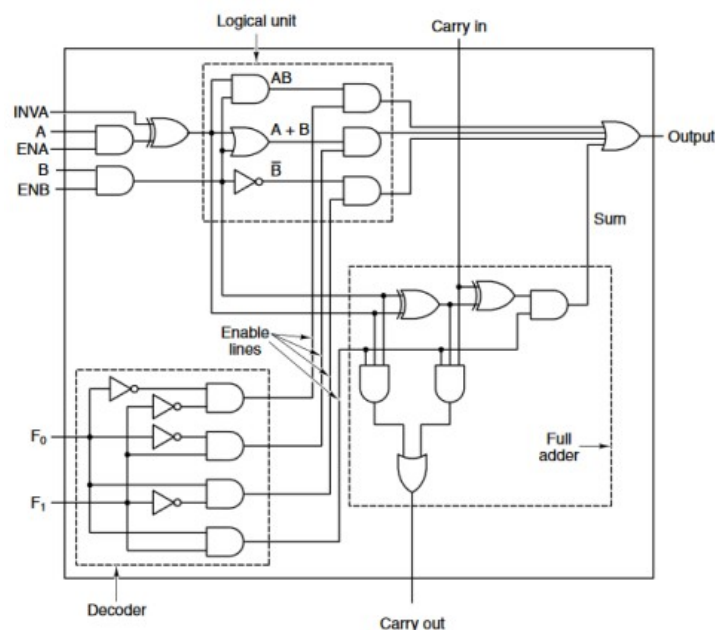 Logical unit
Carry in
INVA
A
ENA
B
ENB
AB
A + B
B̅
Output
Sum
Enable
lines
F₀
F₁
Full
adder
Decoder
Carry out